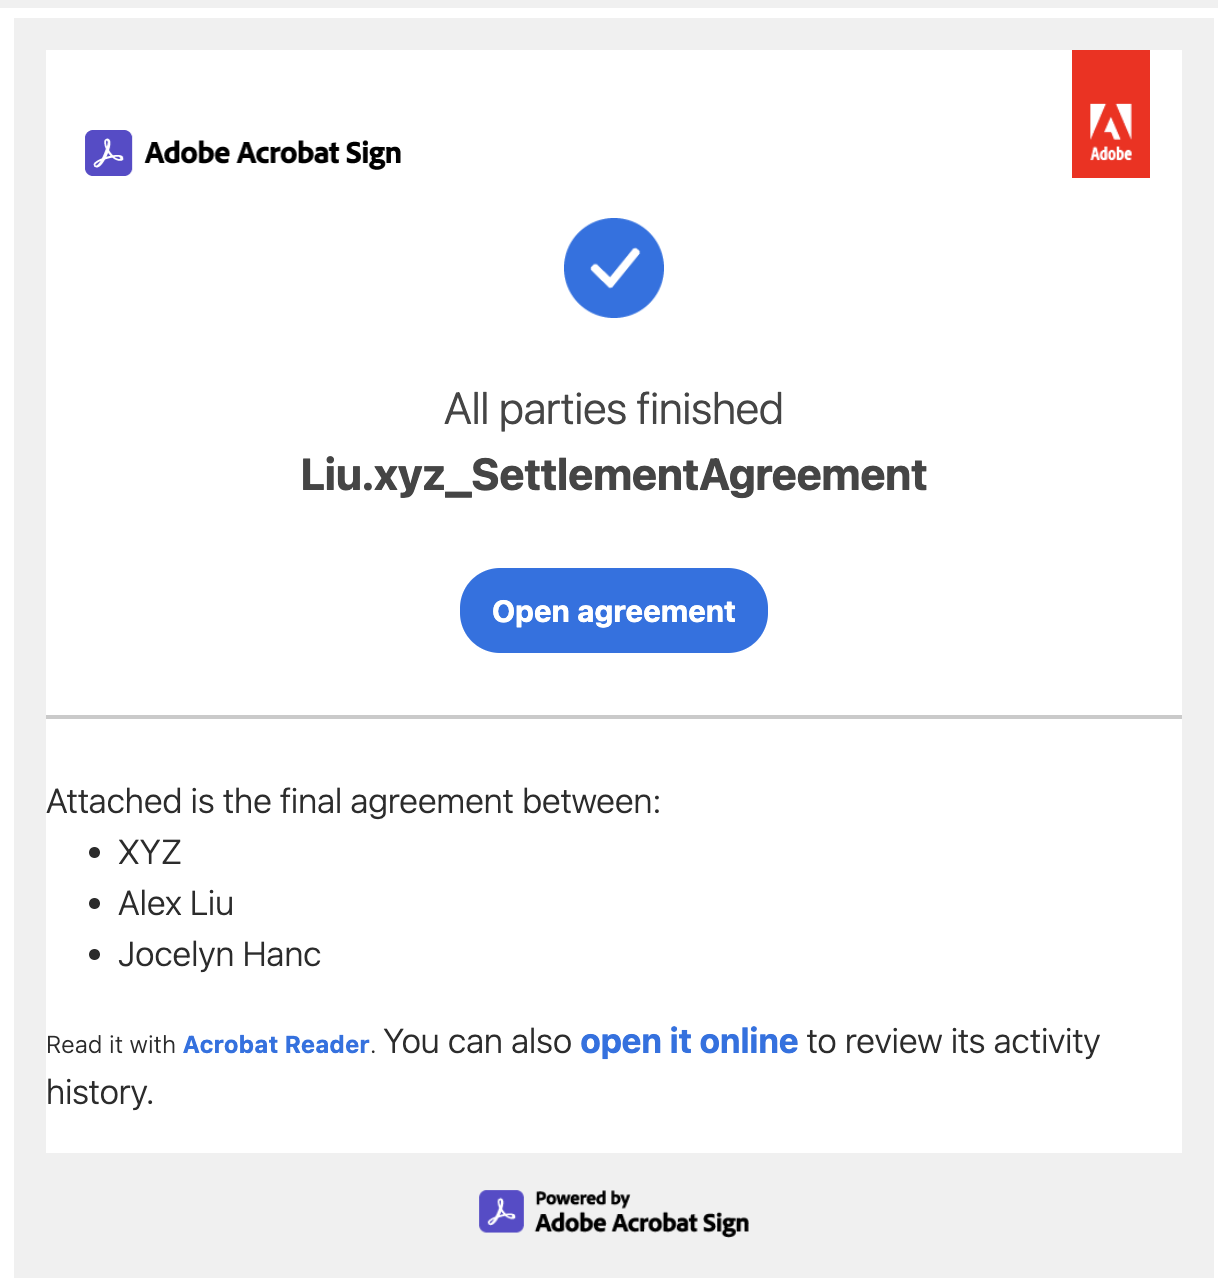 Adobe Acrobat Sign
Adobe
All parties finished
Liu.xyz_SettlementAgreement
Open agreement
Attached is the final agreement between:
• XYZ
• Alex Liu
• Jocelyn Hanc
Read it with Acrobat Reader. You can also open it online to review its activity
history.
Powered by
Adobe Acrobat Sign